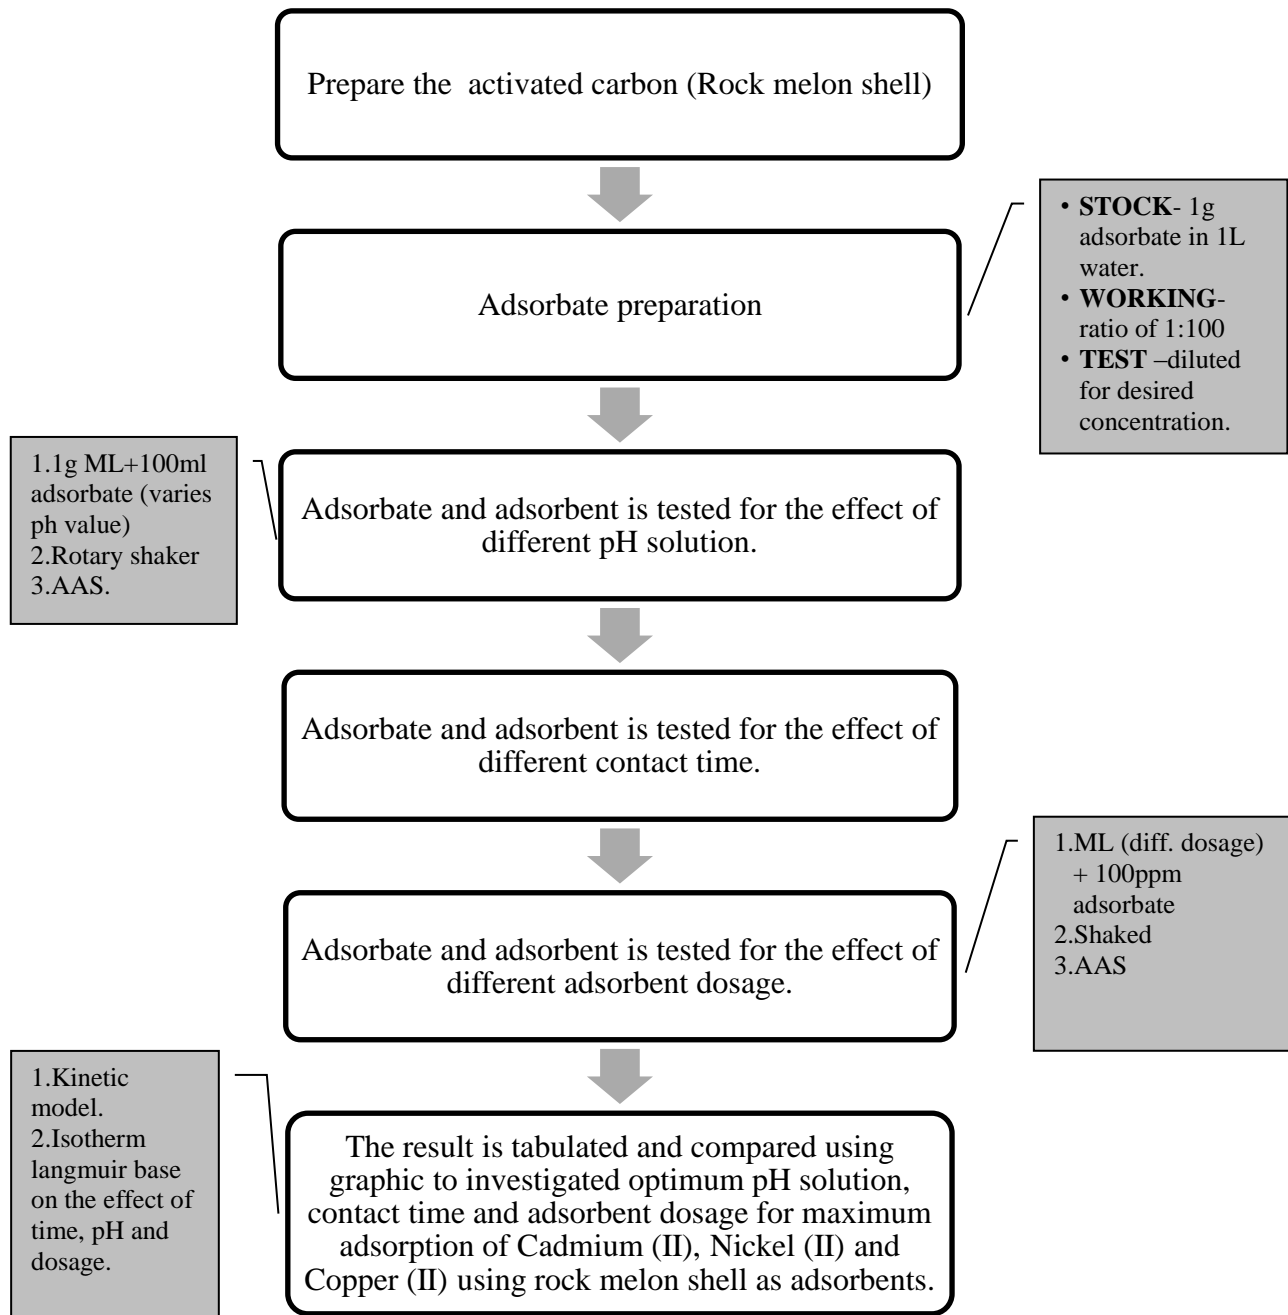 Prepare the activated carbon (Rock melon shell)
Adsorbate preparation
• STOCK- 1g
adsorbate in 1L
water.
• WORKING-
ratio of 1:100
• TEST –diluted
for desired
concentration.
1.1g ML+100ml
adsorbate (varies
ph value)
2.Rotary shaker
3.AAS.
Adsorbate and adsorbent is tested for the effect of
different pH solution.
Adsorbate and adsorbent is tested for the effect of
different contact time.
Adsorbate and adsorbent is tested for the effect of
different adsorbent dosage.
1.ML (diff. dosage)
+ 100ppm
adsorbate
2.Shaked
3.AAS
1.Kinetic
model.
2.Isotherm
langmuir base
on the effect of
time, pH and
dosage.
The result is tabulated and compared using
graphic to investigated optimum pH solution,
contact time and adsorbent dosage for maximum
adsorption of Cadmium (II), Nickel (II) and
Copper (II) using rock melon shell as adsorbents.